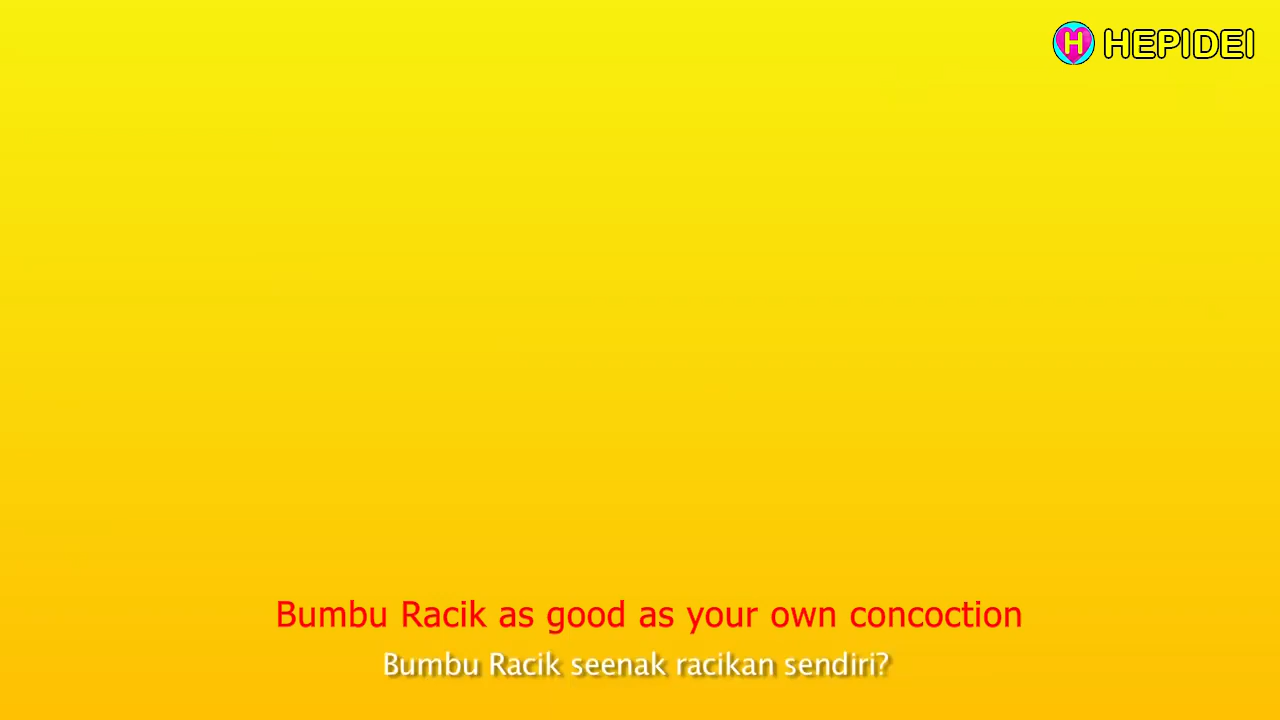 HEPIDEI
Bumbu Racik as good as your own concoction
Bumbu Racik seenak racikan sendiri?